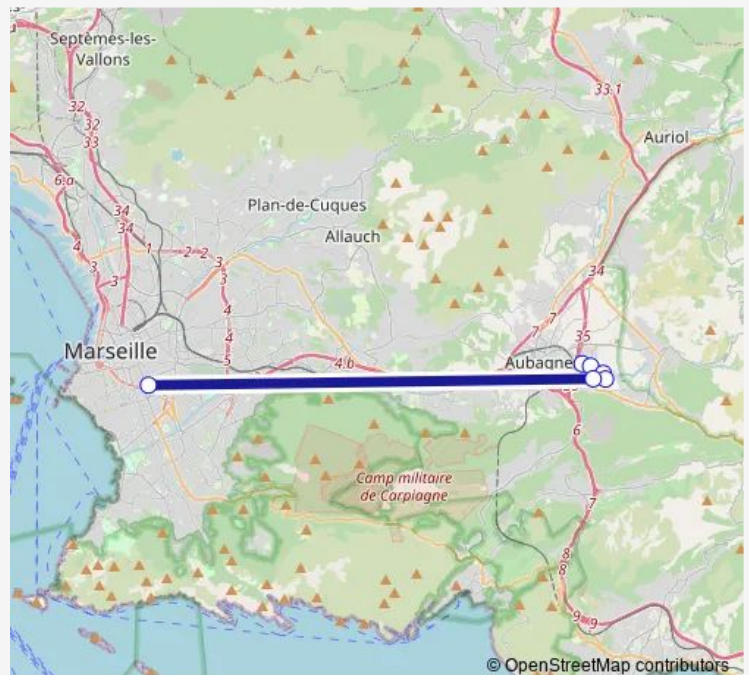 Septèmes-les-
Vallons
33.1
32
32
33
Auriol
6.a
Plan-de-Cuques
34
34
Allauch
4
1
2
2
3
3
3
3
34
4
7
4
7
35
Marseille
5
4.b
Aubagne
6
Camp militaire
de Carpiagne
7
8
8
9
9
© OpenStreetMap contributors